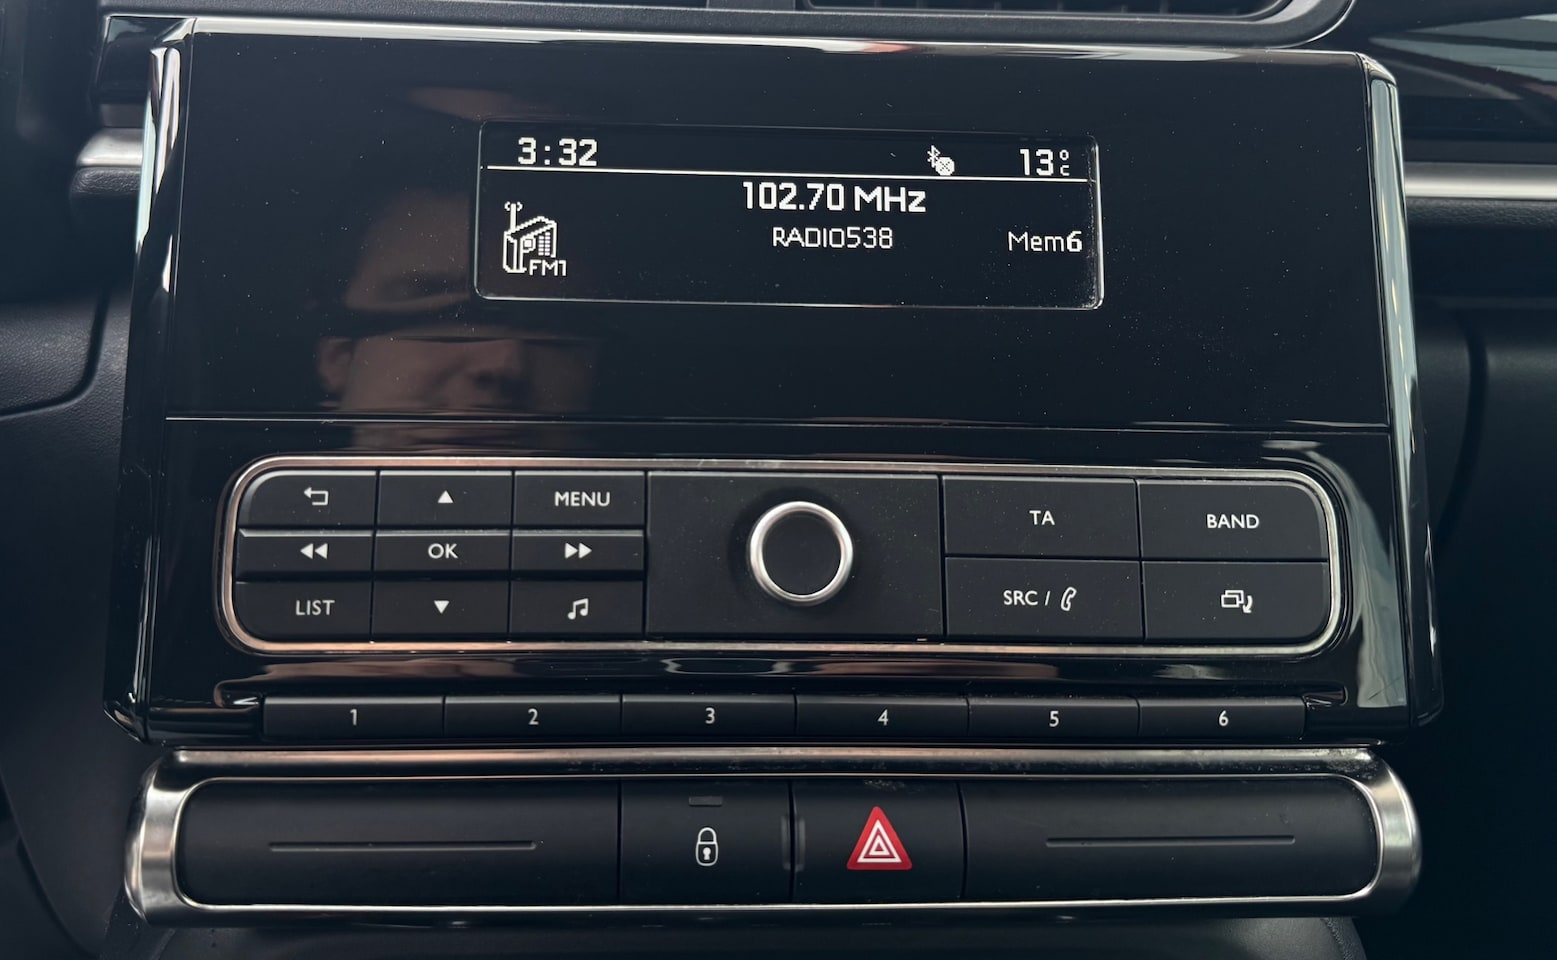 3:32 13°C
102.70 MHz
RADIO538 Mem6
FM1
MENU
TA BAND
OK
LIST SRC /
1 2 3 4 5 6